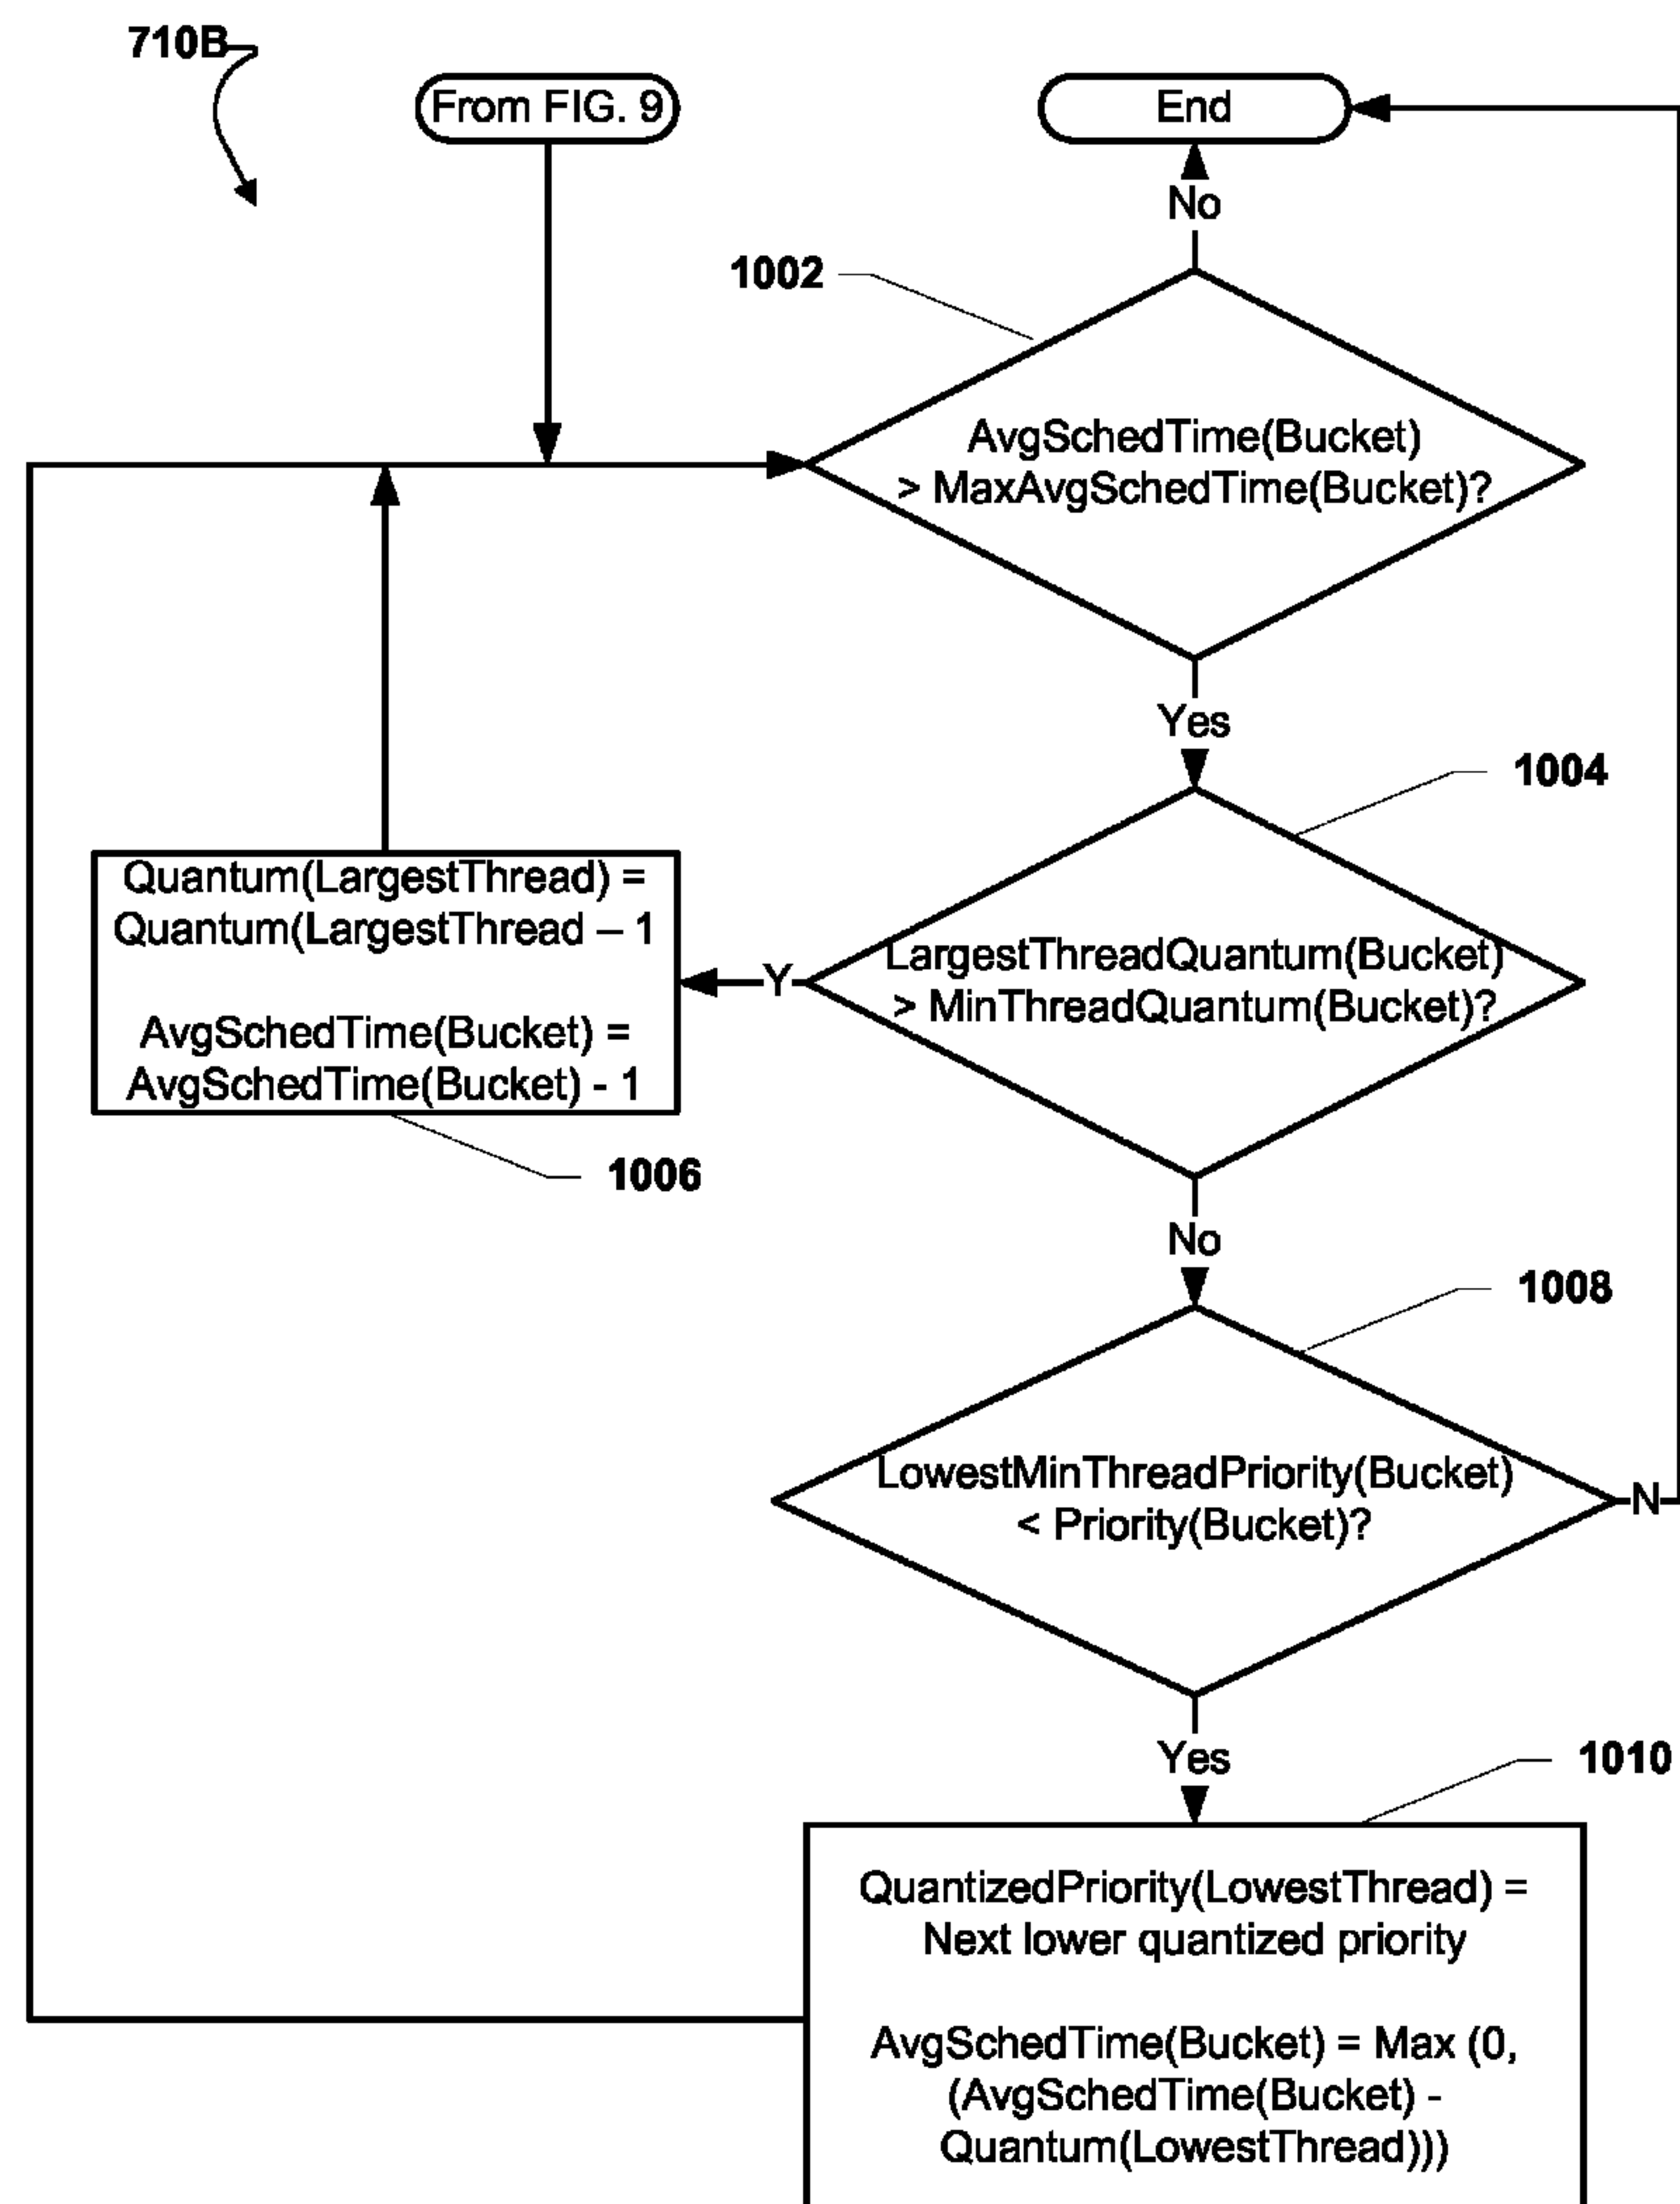 710B
From FIG. 9
End
No
1002
AvgSchedTime(Bucket)
> MaxAvgSchedTime(Bucket)?
Yes
1004
Quantum(LargestThread) =
Quantum(LargestThread – 1
AvgSchedTime(Bucket) =
AvgSchedTime(Bucket) - 1
Y
LargestThreadQuantum(Bucket)
> MinThreadQuantum(Bucket)?
1006
No
1008
LowestMinThreadPriority(Bucket)
< Priority(Bucket)?
N
Yes
1010
QuantizedPriority(LowestThread) =
Next lower quantized priority
AvgSchedTime(Bucket) = Max (0,
(AvgSchedTime(Bucket) -
Quantum(LowestThread)))